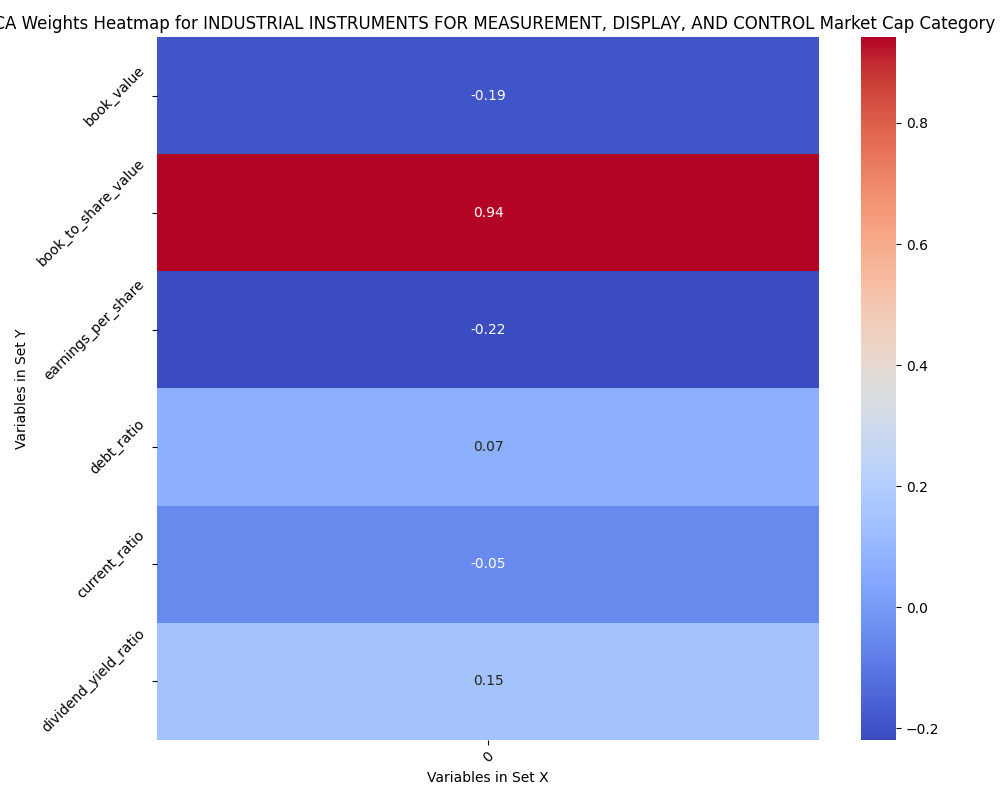 CA Weights Heatmap for INDUSTRIAL INSTRUMENTS FOR MEASUREMENT, DISPLAY, AND CONTROL Market Cap Category
Variables in Set Y
book_value
-0.19
book_to_share_value
0.94
earnings_per_share
-0.22
debt_ratio
0.07
current_ratio
-0.05
dividend_yield_ratio
0.15
0
Variables in Set X
0.8
0.6
0.4
0.2
0.0
−0.2